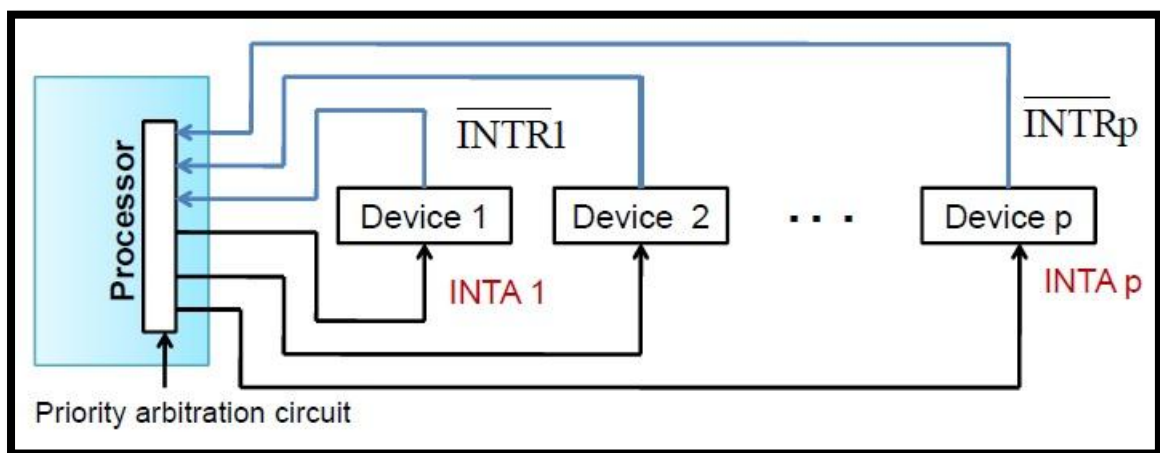 INTR1
INTRp
Processor
Device 1
Device 2
. . .
Device p
INTA 1
INTA p
Priority arbitration circuit